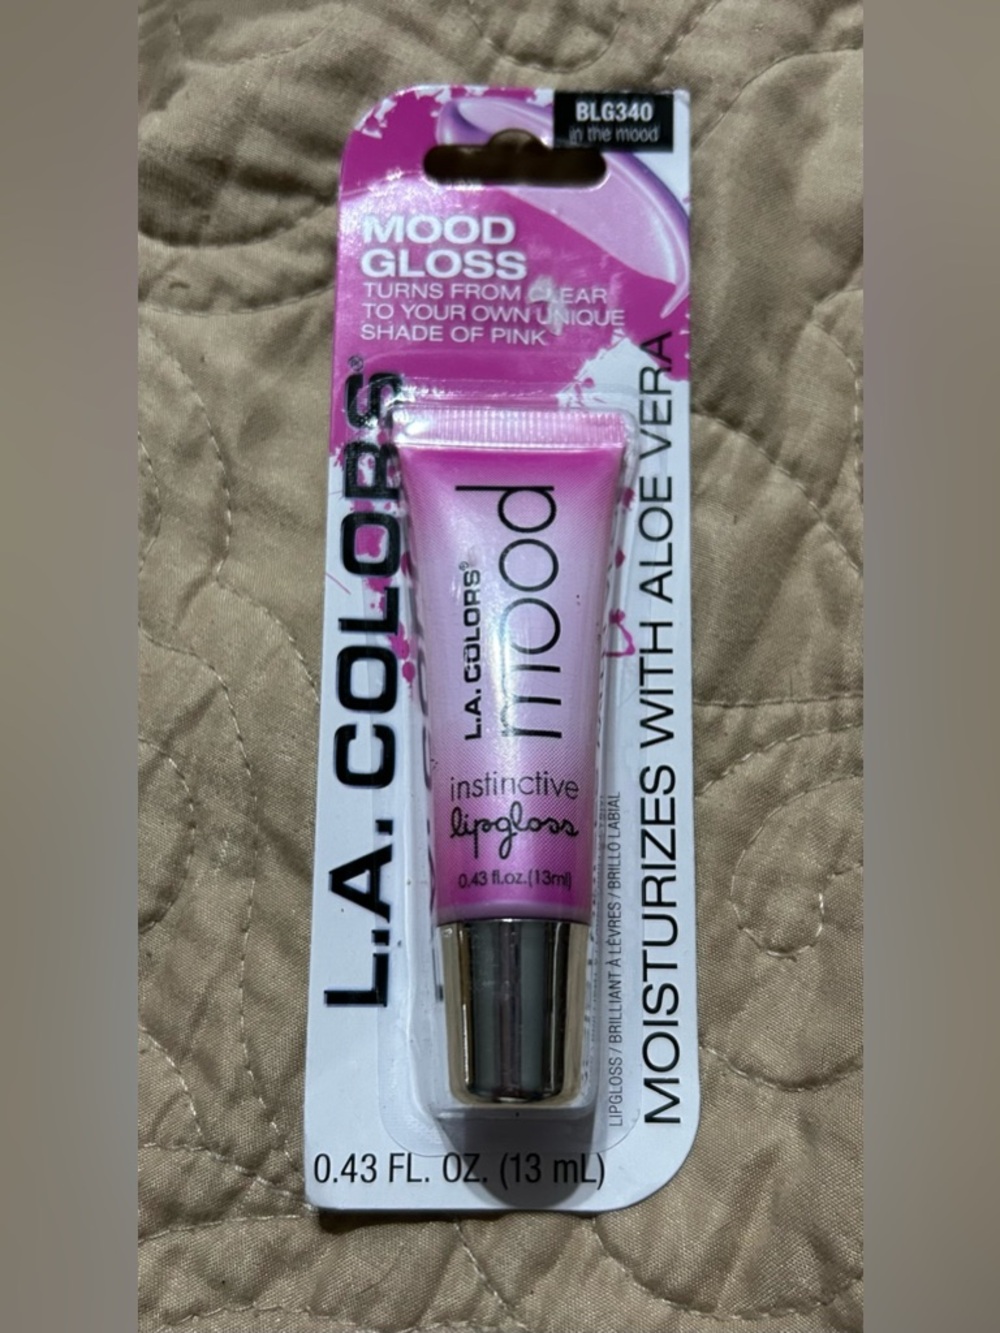 BLG340
in the mood
MOOD
GLOSS
TURNS FROM CLEAR
TO YOUR OWN UNIQUE
SHADE OF PINK
L.A. COLORS®
L.A. COLORS®
mood
instinctive
lipgloss
0.43 fl.oz.(13ml)
LIPGLOSS / BRILLIANT À LÈVRES / BRILLO LABIAL
MOISTURIZES WITH ALOE VERA
0.43 FL. OZ. (13 mL)